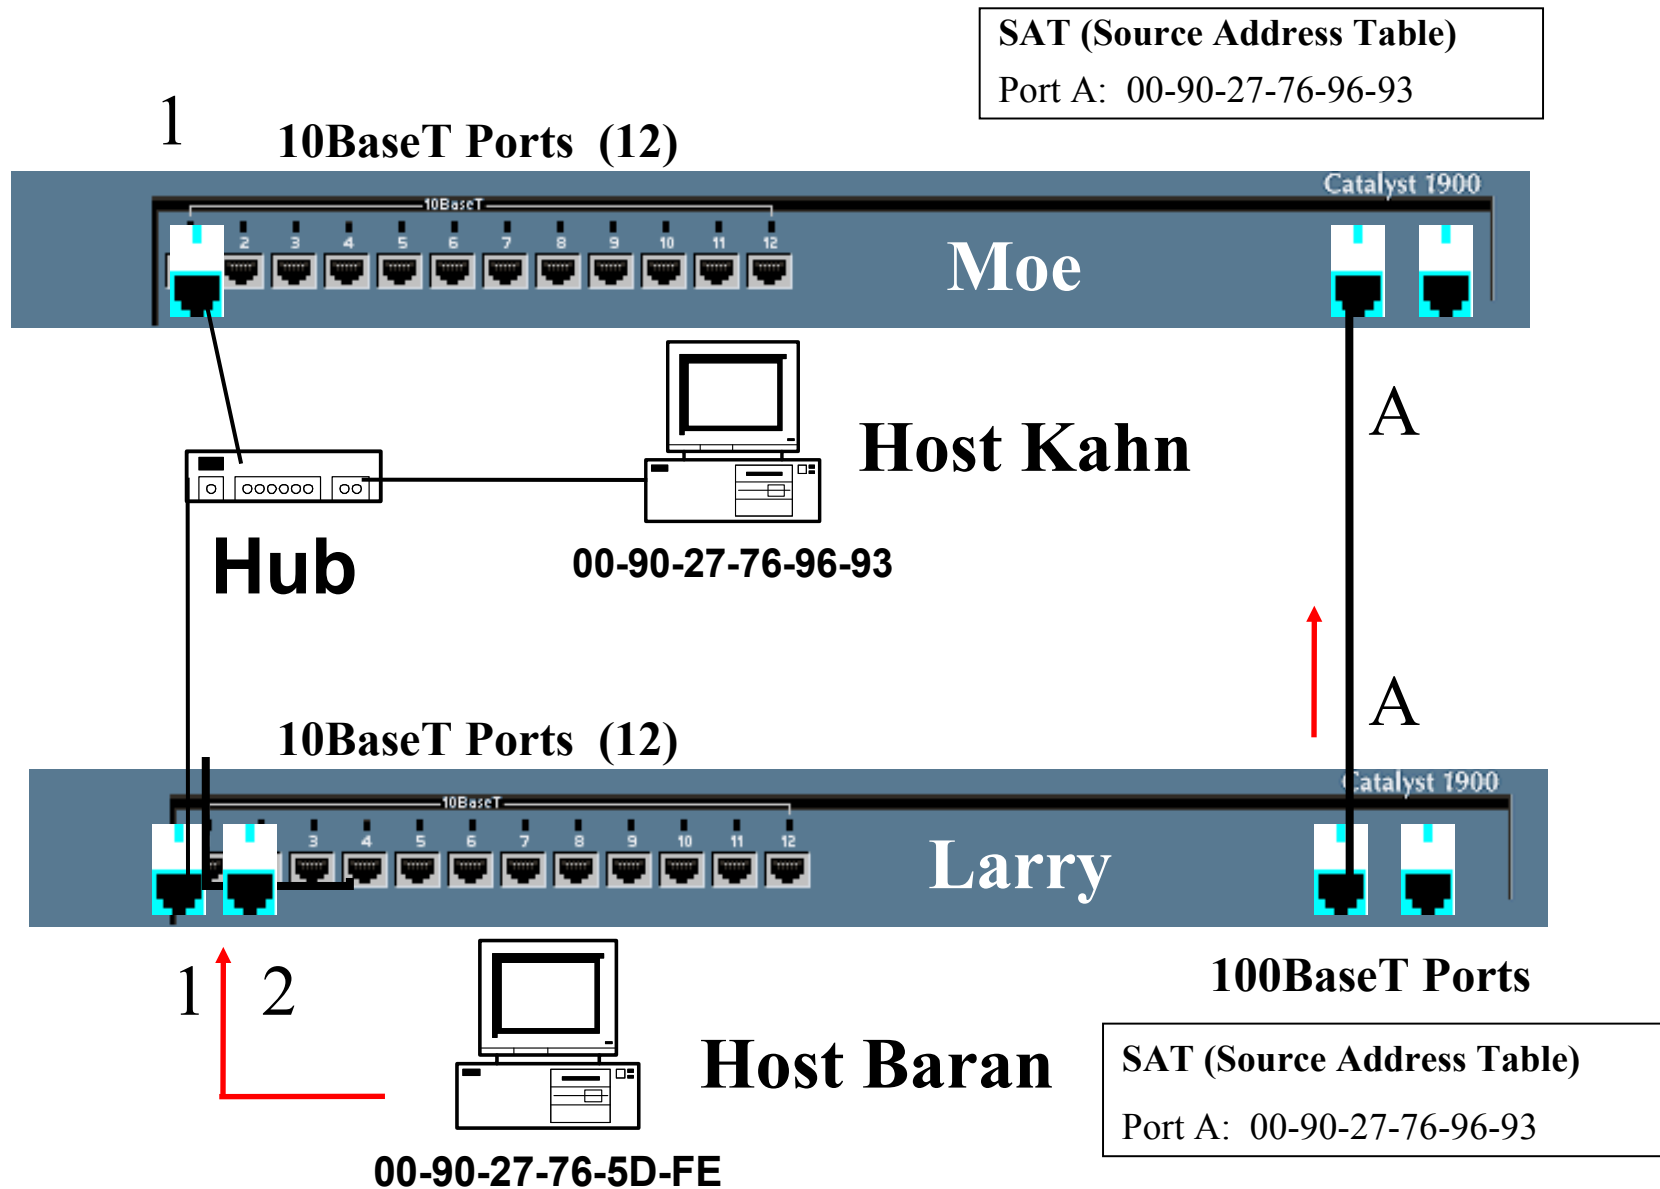 SAT (Source Address Table)
Port A: 00-90-27-76-96-93
1
10BaseT Ports (12)
Catalyst 1900
10BaseT
2 3 4 5 6 7 8 9 10 11 12
Moe
A
Host Kahn
Hub
00-90-27-76-96-93
A
10BaseT Ports (12)
Catalyst 1900
10BaseT
3 4 5 6 7 8 9 10 11 12
Larry
1 2
100BaseT Ports
Host Baran
SAT (Source Address Table)
Port A: 00-90-27-76-96-93
00-90-27-76-5D-FE